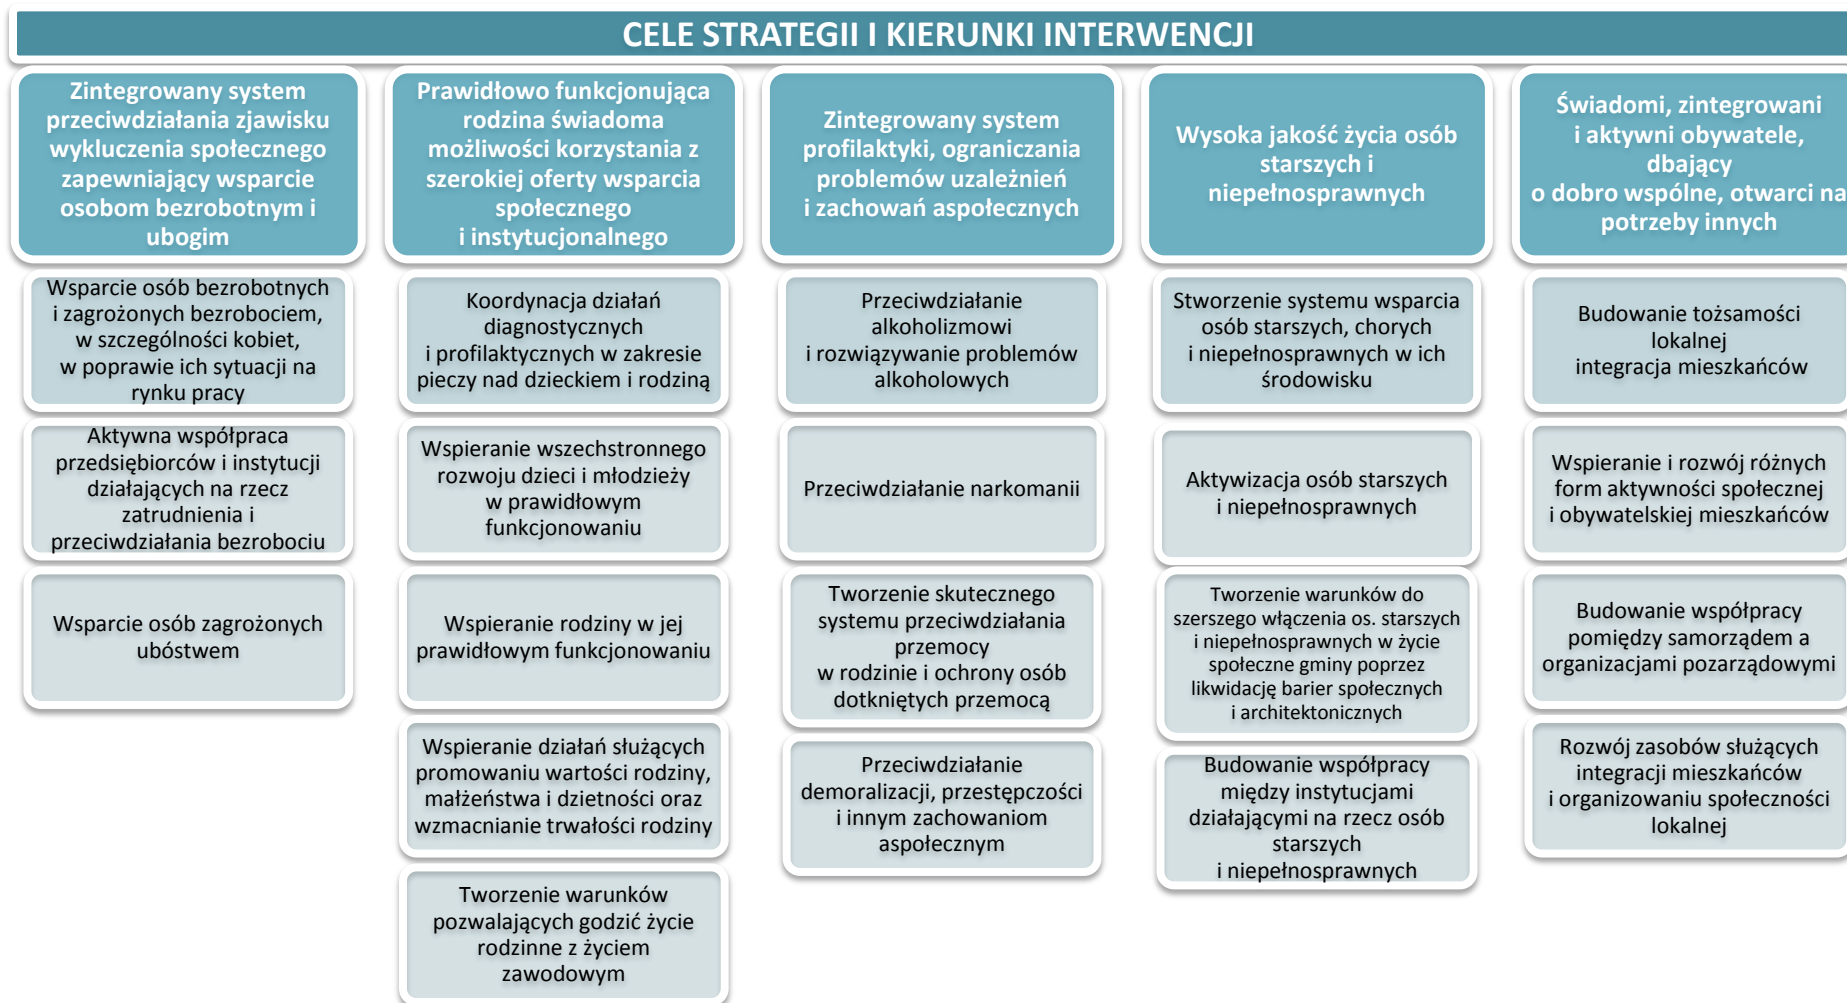 CELE STRATEGII I KIERUNKI INTERWENCJI
Zintegrowany system
przeciwdziałania zjawisku
wykluczenia społecznego
zapewniający wsparcie
osobom bezrobotnym i
ubogim
Wsparcie osób bezrobotnych
i zagrożonych bezrobociem,
w szczególności kobiet,
w poprawie ich sytuacji na
rynku pracy
Aktywna współpraca
przedsiębiorców i instytucji
działających na rzecz
zatrudnienia i
przeciwdziałania bezrobociu
Wsparcie osób zagrożonych
ubóstwem
Prawidłowo funkcjonująca
rodzina świadoma
możliwości korzystania z
szerokiej oferty wsparcia
społecznego
i instytucjonalnego
Koordynacja działań
diagnostycznych
i profilaktycznych w zakresie
pieczy nad dzieckiem i rodziną
Wspieranie wszechstronnego
rozwoju dzieci i młodzieży
w prawidłowym
funkcjonowaniu
Wspieranie rodziny w jej
prawidłowym funkcjonowaniu
Wspieranie działań służących
promowaniu wartości rodziny,
małżeństwa i dzietności oraz
wzmacnianie trwałości rodziny
Tworzenie warunków
pozwalających godzić życie
rodzinne z życiem
zawodowym
Zintegrowany system
profilaktyki, ograniczania
problemów uzależnień
i zachowań aspołecznych
Przeciwdziałanie
alkoholizmowi
i rozwiązywanie problemów
alkoholowych
Przeciwdziałanie narkomanii
Tworzenie skutecznego
systemu przeciwdziałania
przemocy
w rodzinie i ochrony osób
dotkniętych przemocą
Przeciwdziałanie
demoralizacji, przestępczości
i innym zachowaniom
aspołecznym
Wysoka jakość życia osób
starszych i
niepełnosprawnych
Stworzenie systemu wsparcia
osób starszych, chorych
i niepełnosprawnych w ich
środowisku
Aktywizacja osób starszych
i niepełnosprawnych
Tworzenie warunków do
szerszego włączenia os. starszych
i niepełnosprawnych w życie
społeczne gminy poprzez
likwidację barier społecznych
i architektonicznych
Budowanie współpracy
między instytucjami
działającymi na rzecz osób
starszych
i niepełnosprawnych
Świadomi, zintegrowani
i aktywni obywatele,
dbający
o dobro wspólne, otwarci na
potrzeby innych
Budowanie tożsamości
lokalnej
integracja mieszkańców
Wspieranie i rozwój różnych
form aktywności społecznej
i obywatelskiej mieszkańców
Budowanie współpracy
pomiędzy samorządem a
organizacjami pozarządowymi
Rozwój zasobów służących
integracji mieszkańców
i organizowaniu społeczności
lokalnej